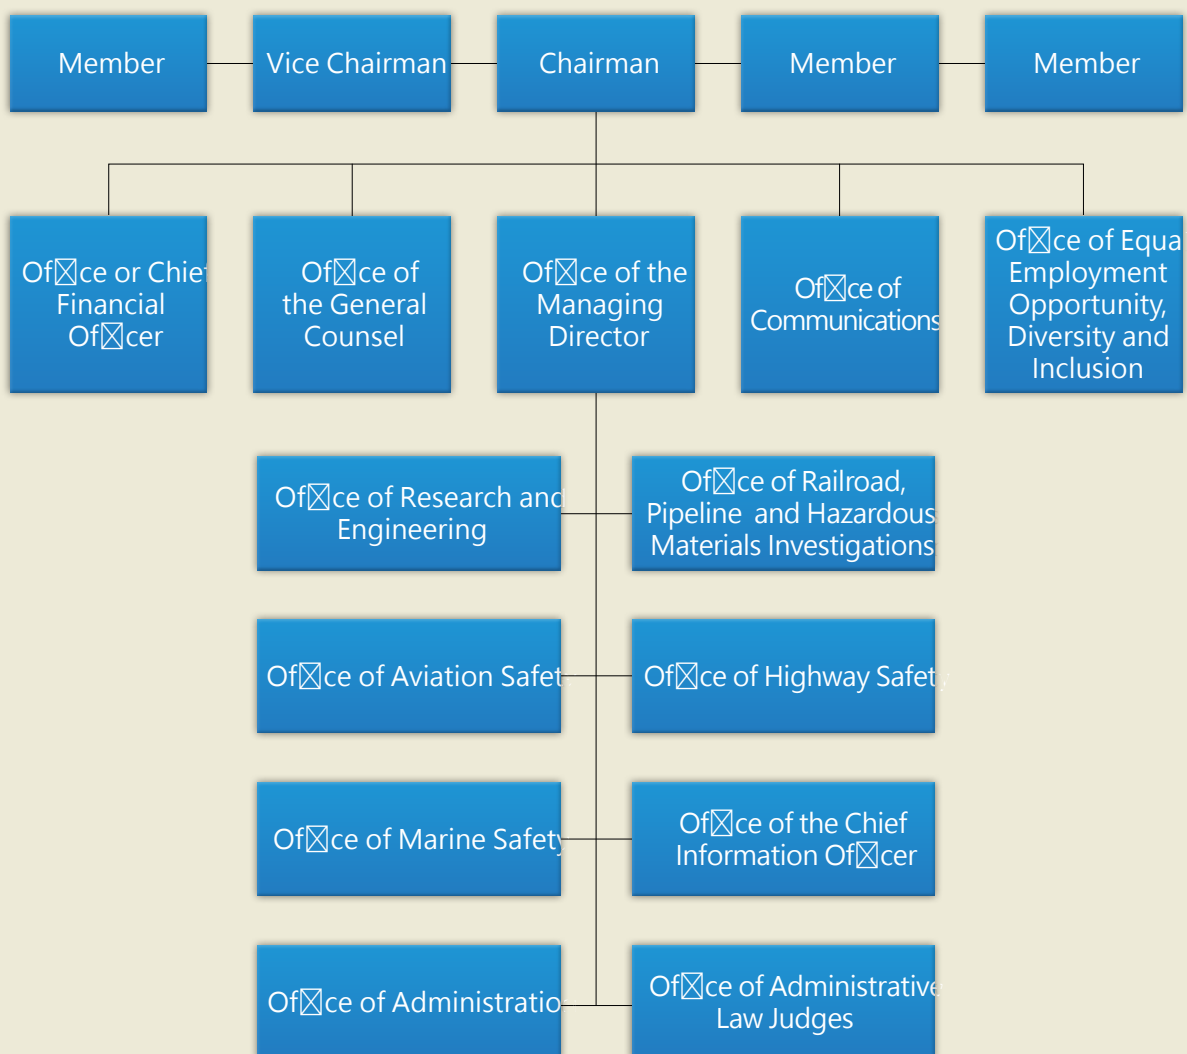 Member
Vice Chairman
Chairman
Member
Member
Of☒ce or Chief
Financial
Of☒cer
Of☒ce of
the General
Counsel
Of☒ce of the
Managing
Director
Of☒ce of
Communications
Of☒ce of Equa
Employment
Opportunity,
Diversity and
Inclusion
Of☒ce of Research and
Engineering
Of☒ce of Railroad,
Pipeline and Hazardous
Materials Investigations
Of☒ce of Aviation Safet
Of☒ce of Highway Safety
Of☒ce of Marine Safety
Of☒ce of the Chief
Information Of☒cer
Of☒ce of Administratio
Of☒ce of Administrative
Law Judges